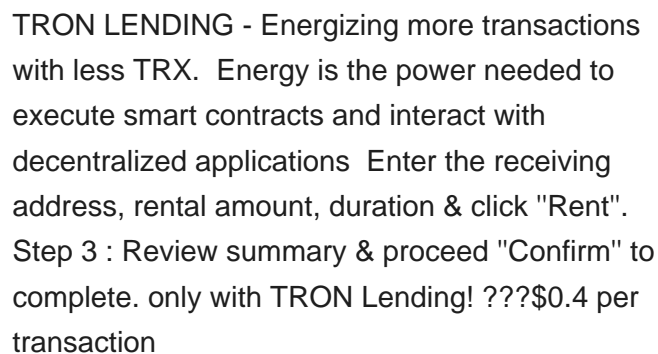 TRON LENDING - Energizing more transactions
with less TRX.  Energy is the power needed to
execute smart contracts and interact with
decentralized applications  Enter the receiving
address, rental amount, duration & click "Rent".
Step 3 : Review summary & proceed "Confirm" to
complete. only with TRON Lending! ???$0.4 per
transaction